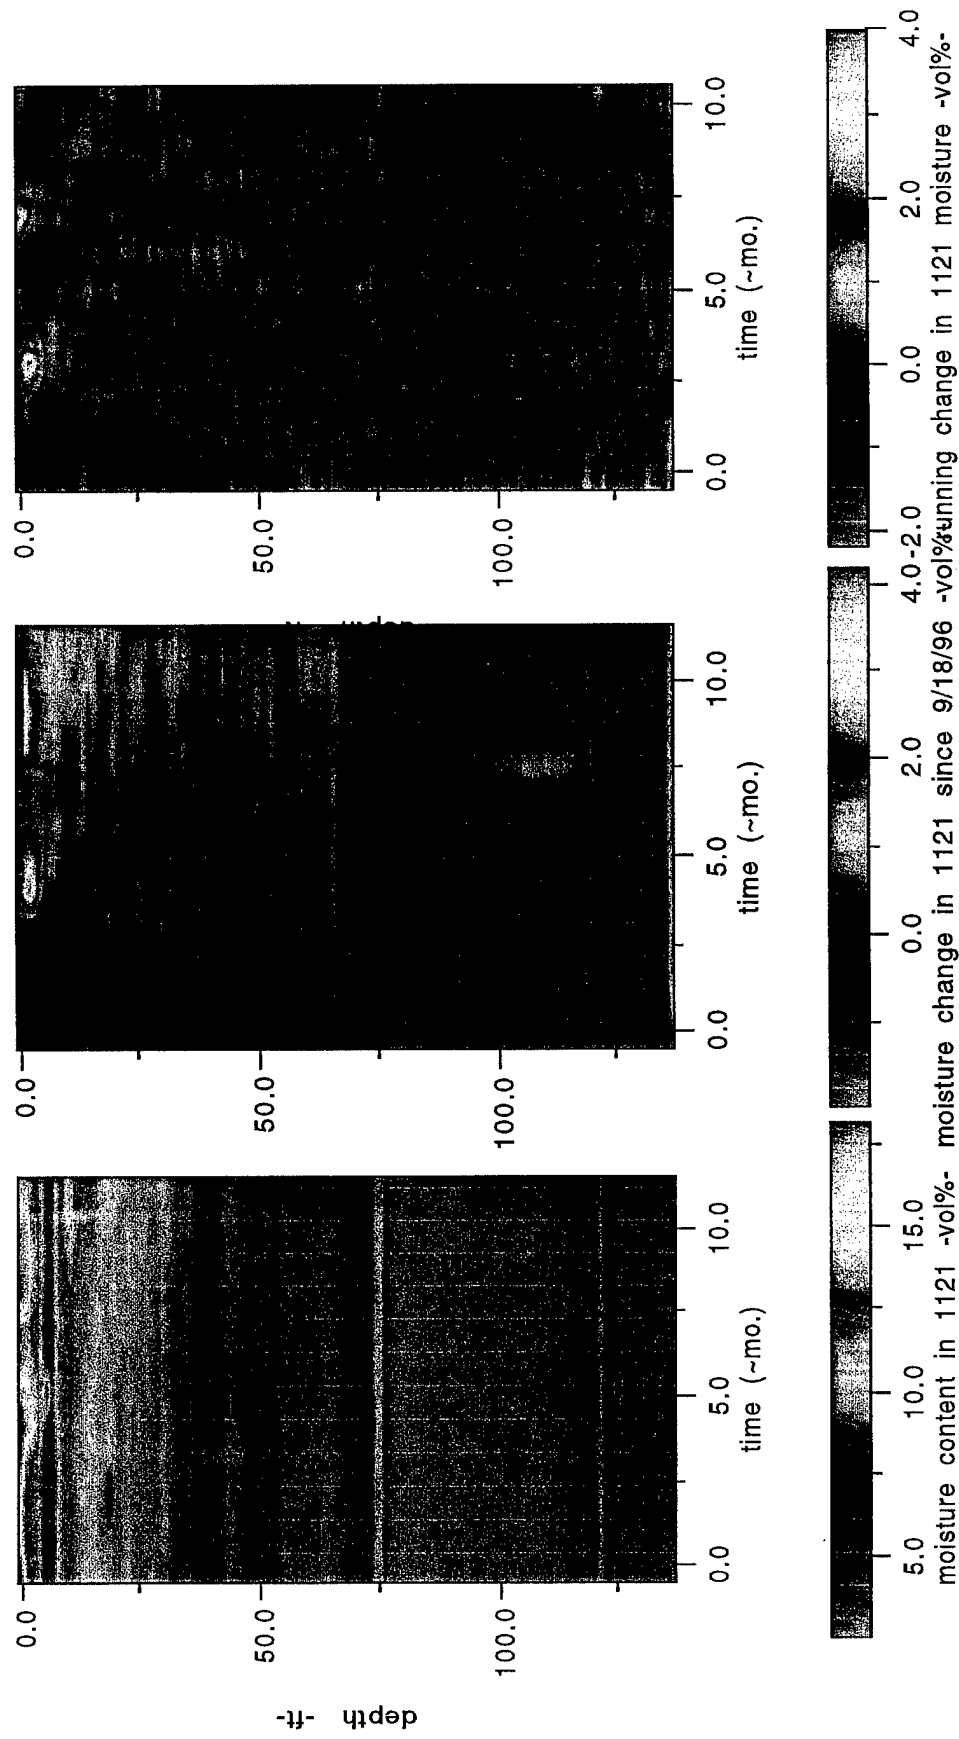 depth -ft-
0.0
50.0
100.0
0.0 5.0 10.0
time (~mo.)
5.0 10.0 15.0
moisture content in 1121 -vol%-
0.0
50.0
100.0
0.0 5.0 10.0
time (~mo.)
0.0 2.0 4.0
moisture change in 1121 since 9/18/96 -vol%-
0.0
50.0
100.0
0.0 5.0 10.0
time (~mo.)
-2.0 0.0 2.0 4.0
running change in 1121 moisture -vol%-